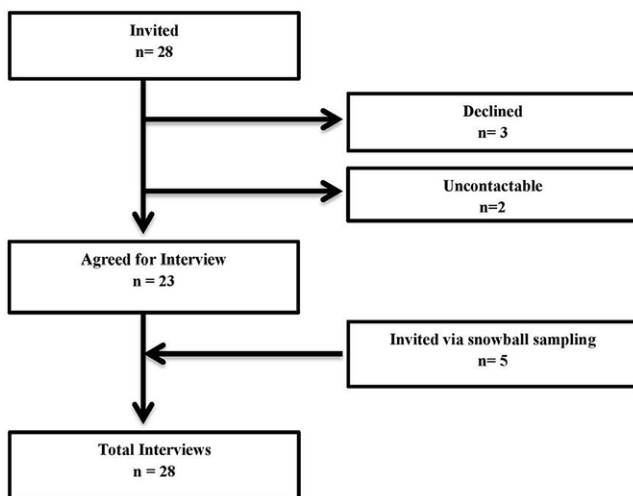 Invited
n= 28
Declined
n= 3
Uncontactable
n=2
Agreed for Interview
n = 23
Invited via snowball sampling
n= 5
Total Interviews
n = 28